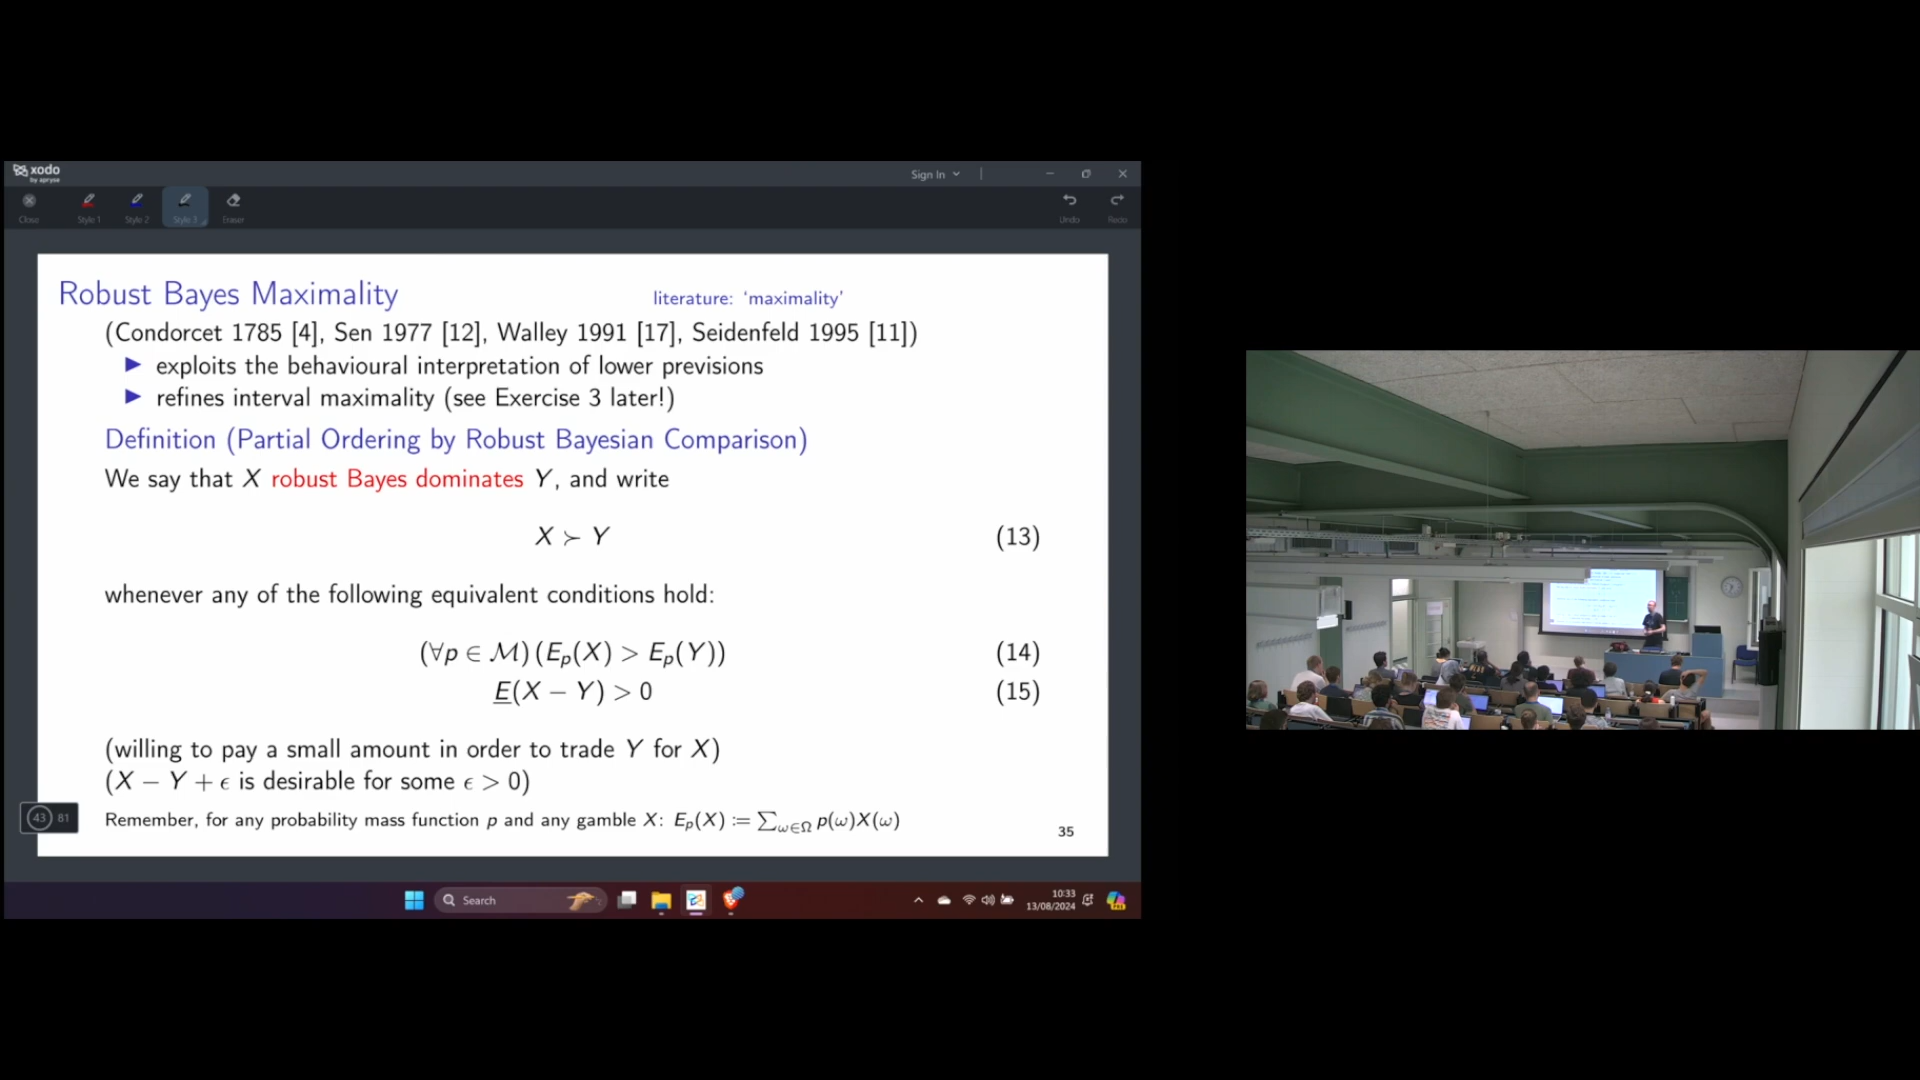 xodo
by apryse
Sign In
Close
Style 1
Style 2
Style 3
Eraser
Undo
Redo
Robust Bayes Maximality
literature: ‘maximality’
(Condorcet 1785 [4], Sen 1977 [12], Walley 1991 [17], Seidenfeld 1995 [11])
▶ exploits the behavioural interpretation of lower previsions
▶ refines interval maximality (see Exercise 3 later!)
Definition (Partial Ordering by Robust Bayesian Comparison)
We say that X robust Bayes dominates Y, and write
X ≻ Y (13)
whenever any of the following equivalent conditions hold:
(∀p ∈ ℳ)(E_p(X) > E_p(Y)) (14)
E̲(X − Y) > 0 (15)
(willing to pay a small amount in order to trade Y for X)
(X − Y + ϵ is desirable for some ϵ > 0)
Remember, for any probability mass function p and any gamble X: E_p(X) := ∑_{ω∈Ω} p(ω)X(ω)
43 81
35
Search
10:33
13/08/2024